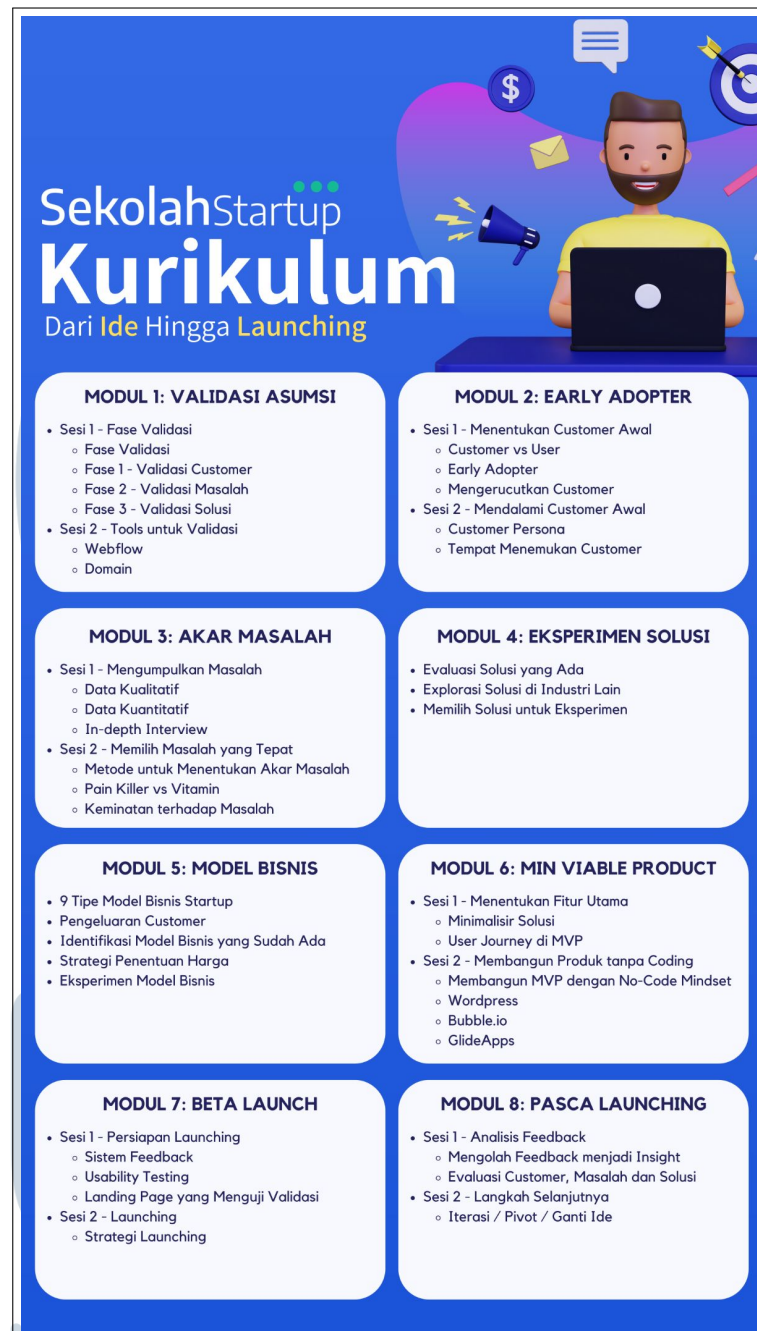 SekolahStartup
Kurikulum
Dari Ide Hingga Launching
MODUL 1: VALIDASI ASUMSI
• Sesi 1 - Fase Validasi
◦ Fase Validasi
◦ Fase 1 - Validasi Customer
◦ Fase 2 - Validasi Masalah
◦ Fase 3 - Validasi Solusi
• Sesi 2 - Tools untuk Validasi
◦ Webflow
◦ Domain
MODUL 2: EARLY ADOPTER
• Sesi 1 - Menentukan Customer Awal
◦ Customer vs User
◦ Early Adopter
◦ Mengerucutkan Customer
• Sesi 2 - Mendalami Customer Awal
◦ Customer Persona
◦ Tempat Menemukan Customer
MODUL 3: AKAR MASALAH
• Sesi 1 - Mengumpulkan Masalah
◦ Data Kualitatif
◦ Data Kuantitatif
◦ In-depth Interview
• Sesi 2 - Memilih Masalah yang Tepat
◦ Metode untuk Menentukan Akar Masalah
◦ Pain Killer vs Vitamin
◦ Keminatan terhadap Masalah
MODUL 4: EKSPERIMEN SOLUSI
• Evaluasi Solusi yang Ada
• Explorasi Solusi di Industri Lain
• Memilih Solusi untuk Eksperimen
MODUL 5: MODEL BISNIS
• 9 Tipe Model Bisnis Startup
• Pengeluaran Customer
• Identifikasi Model Bisnis yang Sudah Ada
• Strategi Penentuan Harga
• Eksperimen Model Bisnis
MODUL 6: MIN VIABLE PRODUCT
• Sesi 1 - Menentukan Fitur Utama
◦ Minimalisir Solusi
◦ User Journey di MVP
• Sesi 2 - Membangun Produk tanpa Coding
◦ Membangun MVP dengan No-Code Mindset
◦ Wordpress
◦ Bubble.io
◦ GlideApps
MODUL 7: BETA LAUNCH
• Sesi 1 - Persiapan Launching
◦ Sistem Feedback
◦ Usability Testing
◦ Landing Page yang Menguji Validasi
• Sesi 2 - Launching
◦ Strategi Launching
MODUL 8: PASCA LAUNCHING
• Sesi 1 - Analisis Feedback
◦ Mengolah Feedback menjadi Insight
◦ Evaluasi Customer, Masalah dan Solusi
• Sesi 2 - Langkah Selanjutnya
◦ Iterasi / Pivot / Ganti Ide